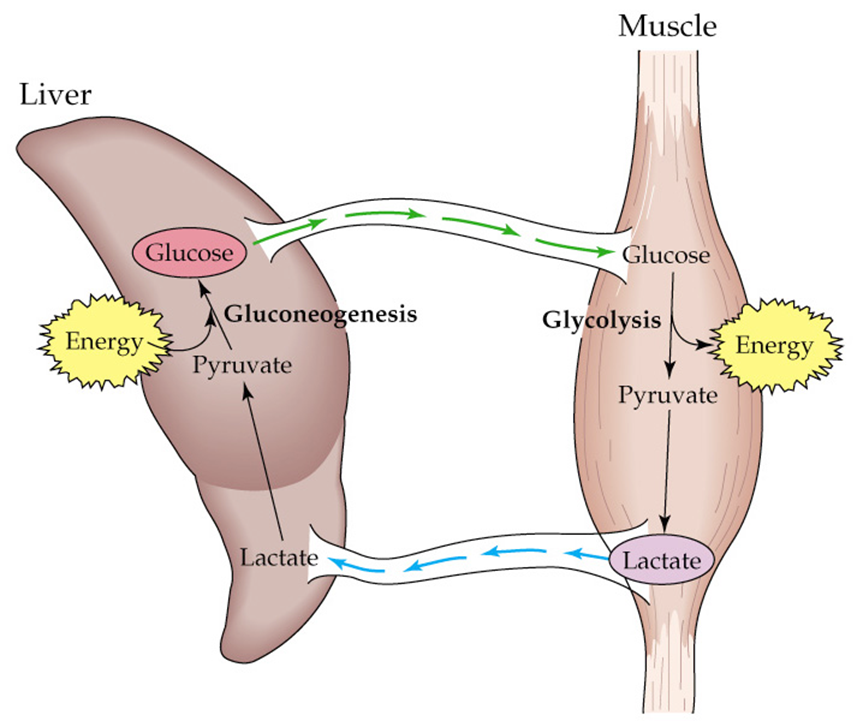 Muscle
Liver
Glucose
Glucose
Gluconeogenesis
Glycolysis
Energy
Energy
Pyruvate
Pyruvate
Lactate
Lactate